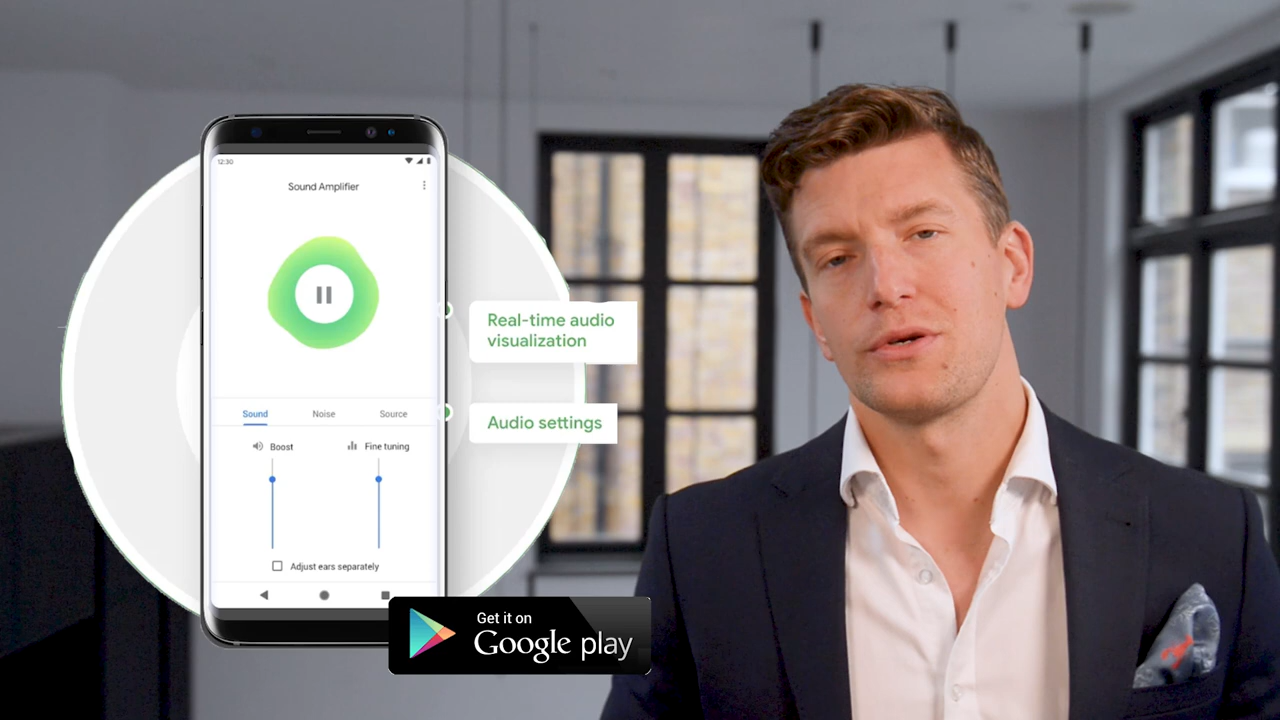 12:30
Sound Amplifier
Real-time audio
visualization
Sound Noise Source
Audio settings
Boost Fine tuning
Adjust ears separately
Get it on
Google play